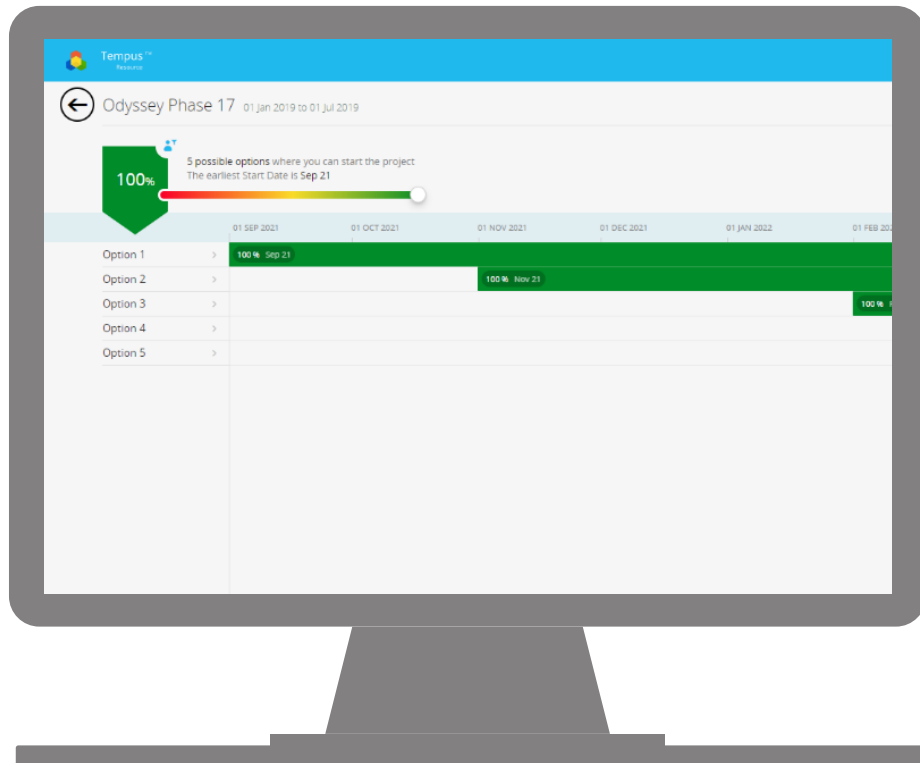 Tempus™
Resource
Odyssey Phase 17 01 Jan 2019 to 01 Jul 2019
100%
5 possible options where you can start the project
The earliest Start Date is Sep 21
01 SEP 2021 01 OCT 2021 01 NOV 2021 01 DEC 2021 01 JAN 2022 01 FEB
Option 1 100 % Sep 21
Option 2 100 % Nov 21
Option 3 100 %
Option 4
Option 5